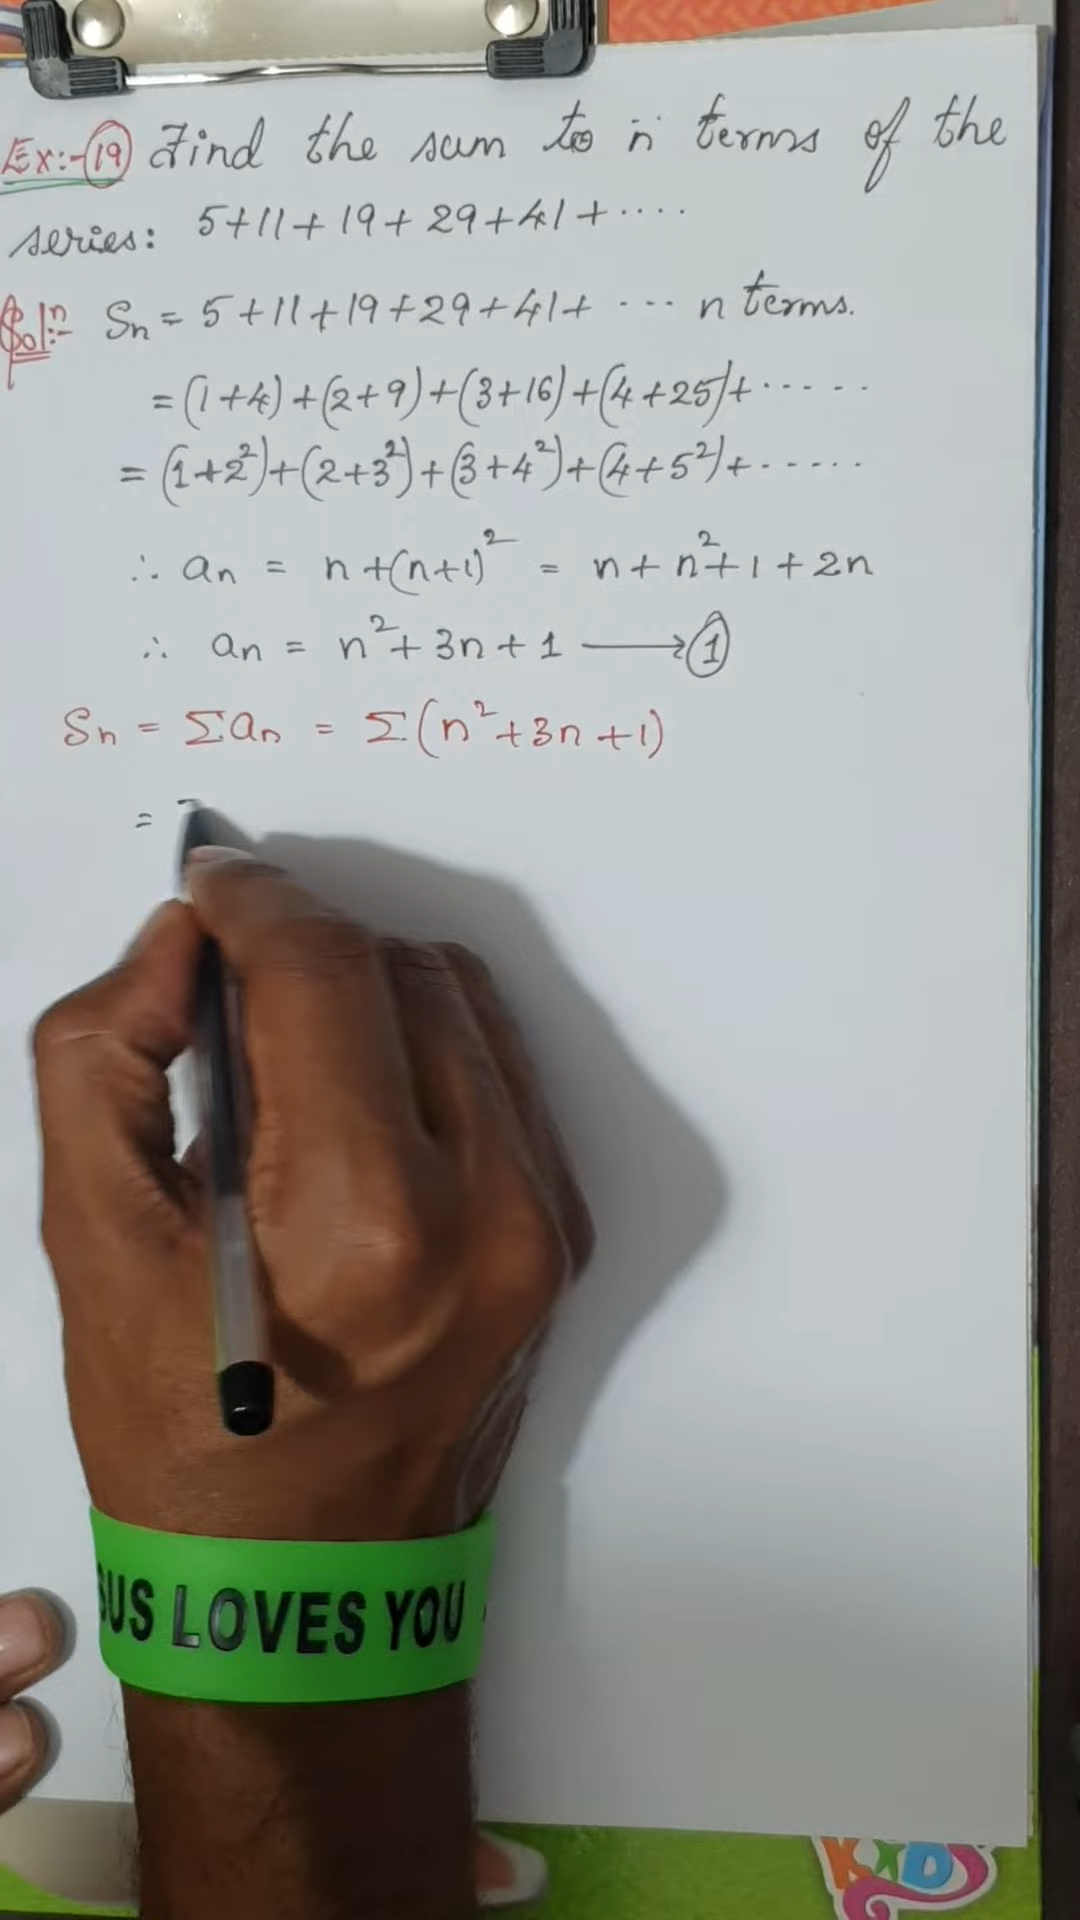 Ex:-(19) Find the sum to 'n' terms of the
series: 5+11+19+29+41+....
Solⁿ:- Sₙ = 5+11+19+29+41+ ... n terms.
= (1+4)+(2+9)+(3+16)+(4+25)+.....
= (1+2²)+(2+3²)+(3+4²)+(4+5²)+.....
∴ aₙ = n+(n+1)² = n+n²+1+2n
∴ aₙ = n²+3n+1 ⟶ ①
Sₙ = Σaₙ = Σ(n²+3n+1)
=
US LOVES YOU
KiDS